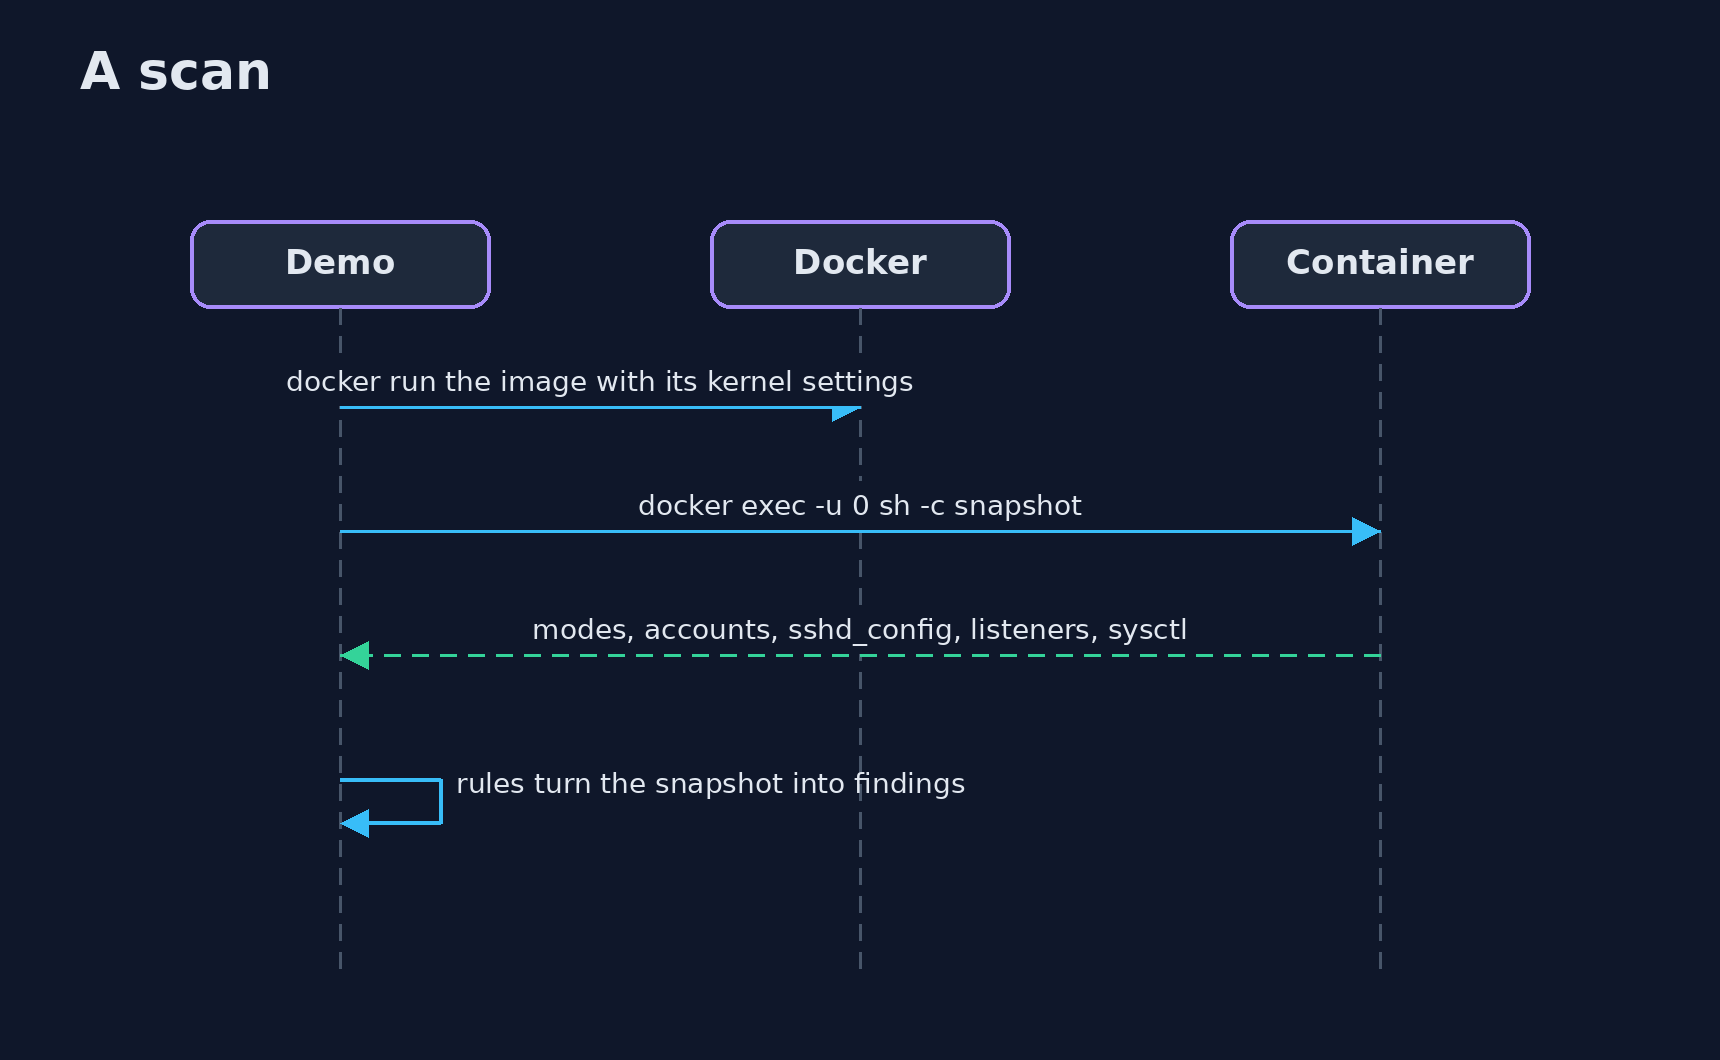 A scan
Demo
Docker
Container
docker run the image with its kernel settings
docker exec -u 0 sh -c snapshot
modes, accounts, sshd_config, listeners, sysctl
rules turn the snapshot into findings